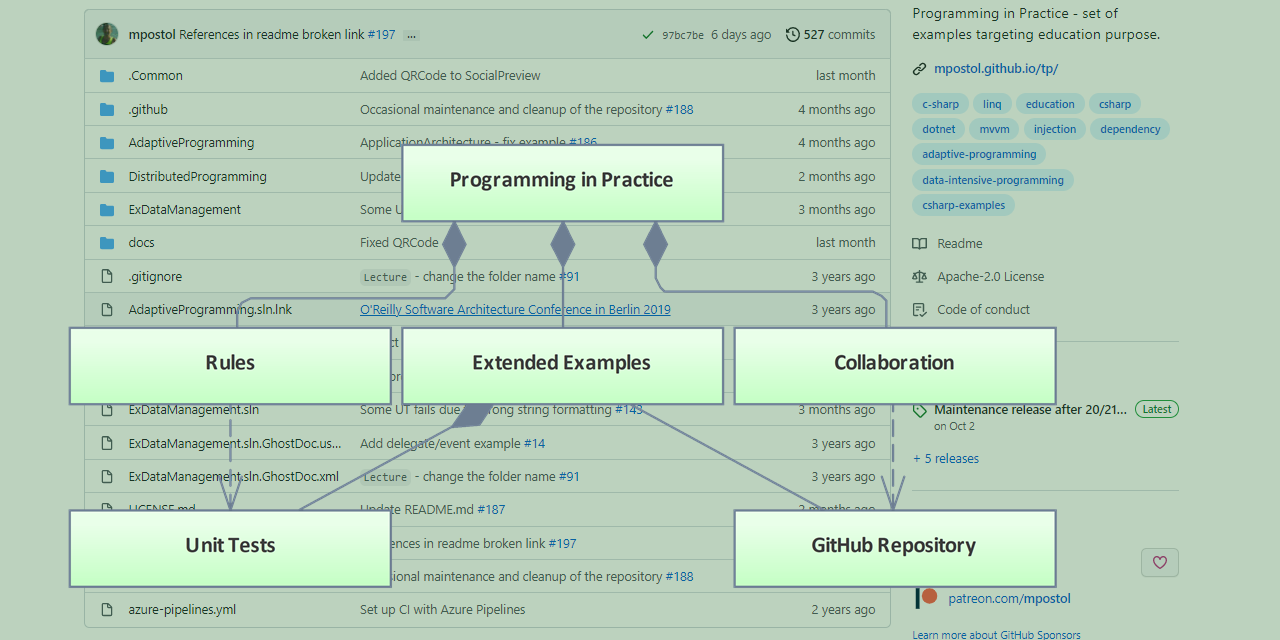 mpostol References in readme broken link #197 ...
97bc7be 6 days ago 527 commits
.Common Added QRCode to SocialPreview last month
.github Occasional maintenance and cleanup of the repository #188 4 months ago
AdaptiveProgramming ApplicationArchitecture - fix example #186 4 months ago
DistributedProgramming Update 2 months ago
ExDataManagement Some U 3 months ago
docs Fixed QRCode last month
.gitignore Lecture - change the folder name #91 3 years ago
AdaptiveProgramming.sln.lnk O'Reilly Software Architecture Conference in Berlin 2019 3 years ago
ExDataManagement.sln Some UT fails due wrong string formatting #143 3 months ago
ExDataManagement.sln.GhostDoc.us... Add delegate/event example #14 3 years ago
ExDataManagement.sln.GhostDoc.xml Lecture - change the folder name #91 3 years ago
LICENSE.md Update README.md #187 2 months ago
ences in readme broken link #197
sional maintenance and cleanup of the repository #188
azure-pipelines.yml Set up CI with Azure Pipelines 2 years ago
Programming in Practice
Rules
Extended Examples
Collaboration
Unit Tests
GitHub Repository
Programming in Practice - set of
examples targeting education purpose.
mpostol.github.io/tp/
c-sharp linq education csharp
dotnet mvvm injection dependency
adaptive-programming
data-intensive-programming
csharp-examples
Readme
Apache-2.0 License
Code of conduct
Maintenance release after 20/21... Latest
on Oct 2
+ 5 releases
patreon.com/mpostol
Learn more about GitHub Sponsors